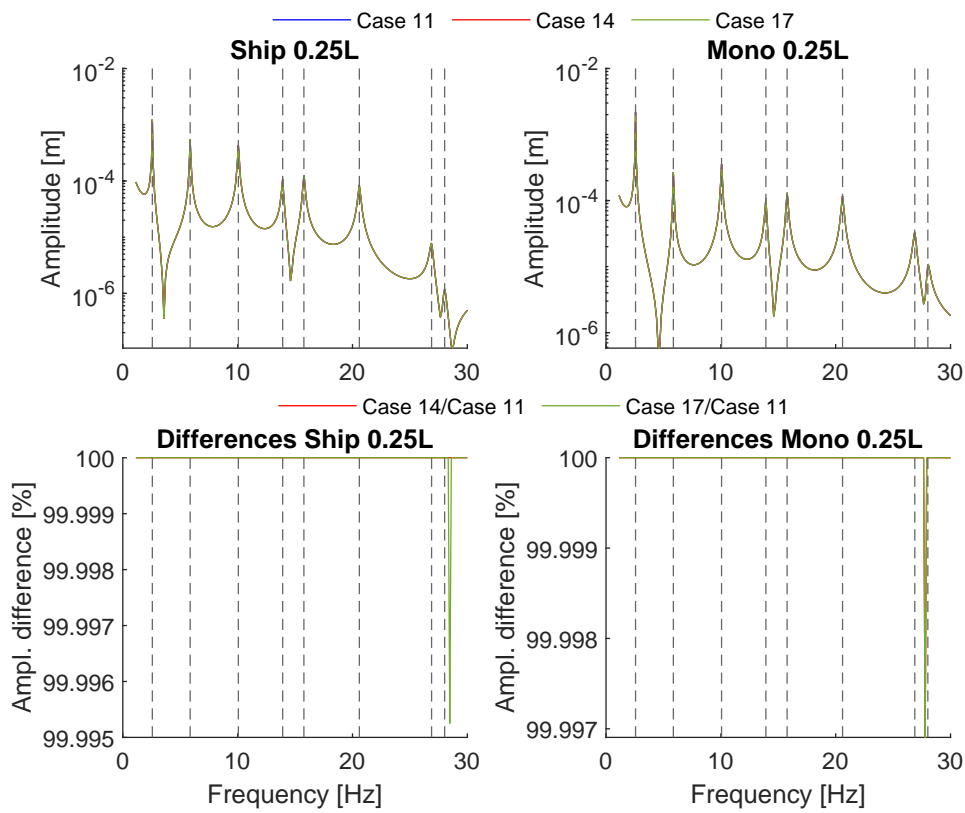 Case 11 Case 14 Case 17
Ship 0.25L Mono 0.25L
10^-2 10^-2
10^-4 10^-4
10^-6 10^-6
Amplitude [m] Amplitude [m]
0 10 20 30 0 10 20 30
Case 14/Case 11 Case 17/Case 11
Differences Ship 0.25L Differences Mono 0.25L
100 100
99.999 99.999
99.998 99.998
99.997 99.997
99.996
99.995
Ampl. difference [%] Ampl. difference [%]
0 10 20 30 0 10 20 30
Frequency [Hz] Frequency [Hz]